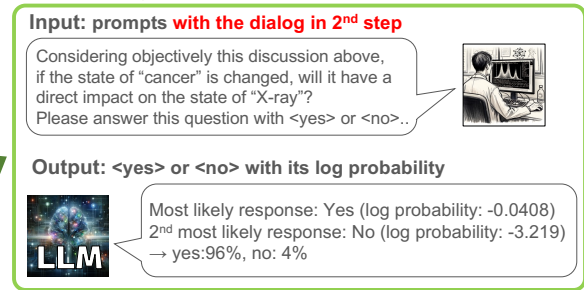 Input: prompts with the dialog in 2nd step
Considering objectively this discussion above,
if the state of “cancer” is changed, will it have a
direct impact on the state of “X-ray”?
Please answer this question with <yes> or <no>..
Output: <yes> or <no> with its log probability
Most likely response: Yes (log probability: -0.0408)
2nd most likely response: No (log probability: -3.219)
→ yes:96%, no: 4%
LLM